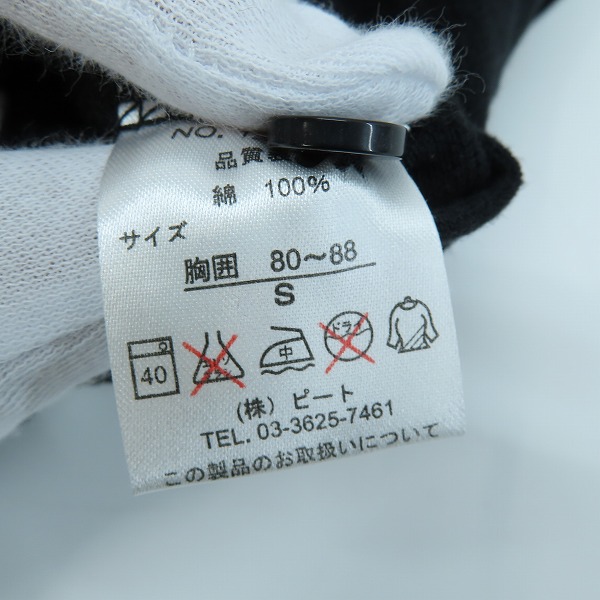 NO.
品質
綿 100%
サイズ
胸囲 80～88
S
40
中
ドライ
(株) ピート
TEL. 03-3625-7461
この製品のお取扱いについて